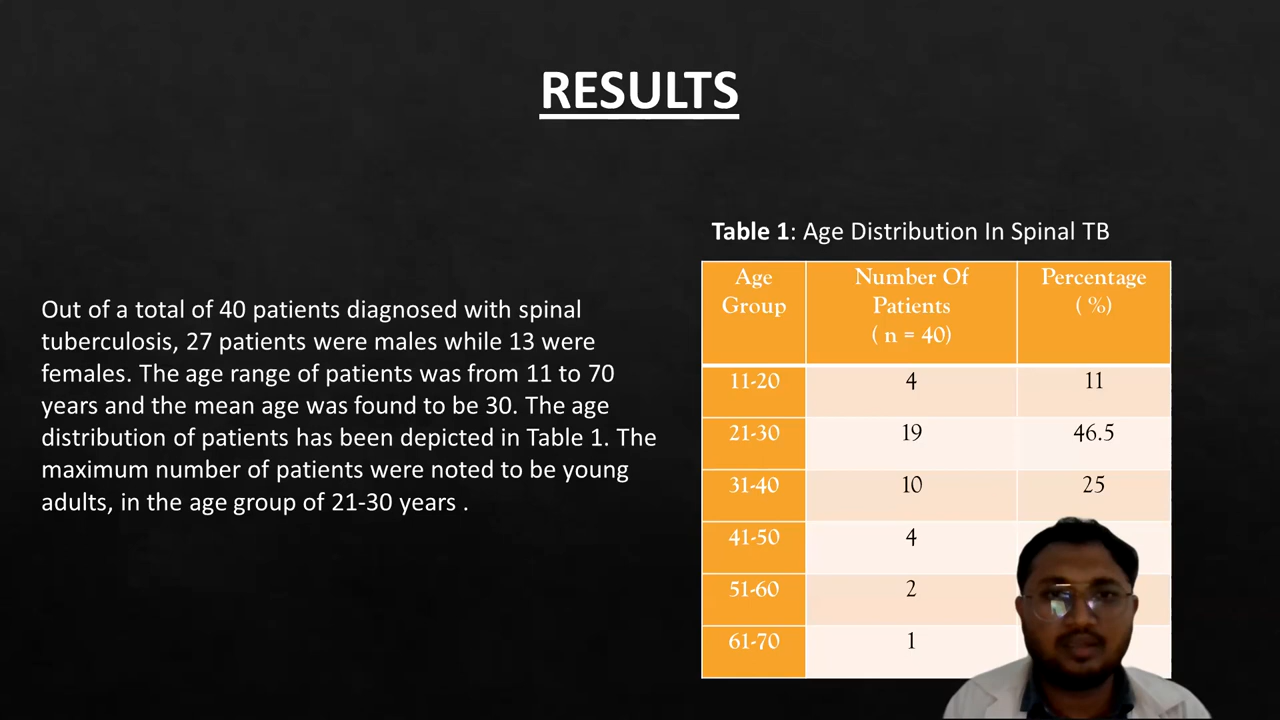 RESULTS
Out of a total of 40 patients diagnosed with spinal
tuberculosis, 27 patients were males while 13 were
females. The age range of patients was from 11 to 70
years and the mean age was found to be 30. The age
distribution of patients has been depicted in Table 1. The
maximum number of patients were noted to be young
adults, in the age group of 21-30 years .
Table 1: Age Distribution In Spinal TB
Age Group Number Of Patients ( n = 40) Percentage ( %)
11-20 4 11
21-30 19 46.5
31-40 10 25
41-50 4
51-60 2
61-70 1